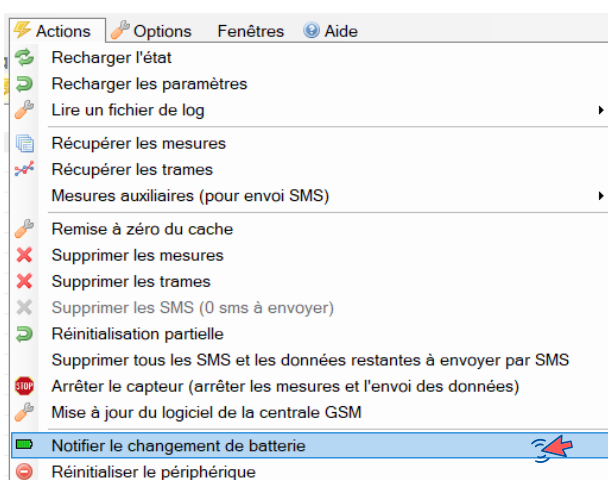 Actions Options Fenêtres Aide
Recharger l'état
Recharger les paramètres
Lire un fichier de log
Récupérer les mesures
Récupérer les trames
Mesures auxiliaires (pour envoi SMS)
Remise à zéro du cache
Supprimer les mesures
Supprimer les trames
Supprimer les SMS (0 sms à envoyer)
Réinitialisation partielle
Supprimer tous les SMS et les données restantes à envoyer par SMS
STOP Arrêter le capteur (arrêter les mesures et l'envoi des données)
Mise à jour du logiciel de la centrale GSM
Notifier le changement de batterie
Réinitialiser le périphérique